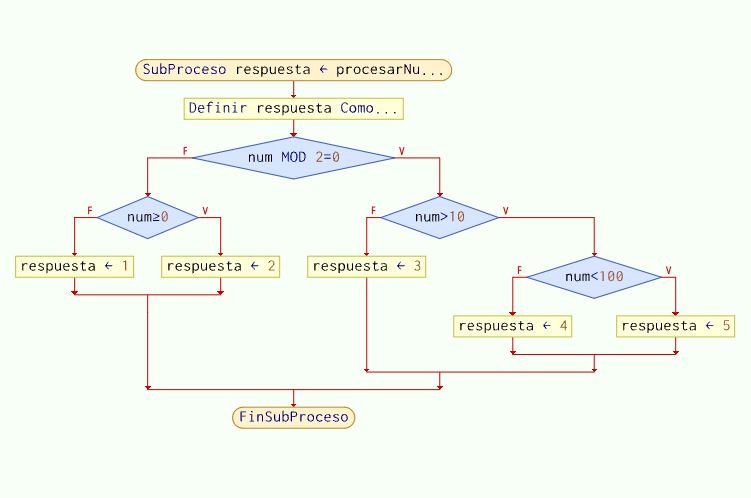 SubProceso respuesta ← procesarNu...
Definir respuesta Como...
F
num MOD 2=0
V
F
num≥0
V
F
num>10
V
respuesta ← 1
respuesta ← 2
respuesta ← 3
F
num<100
V
respuesta ← 4
respuesta ← 5
FinSubProceso